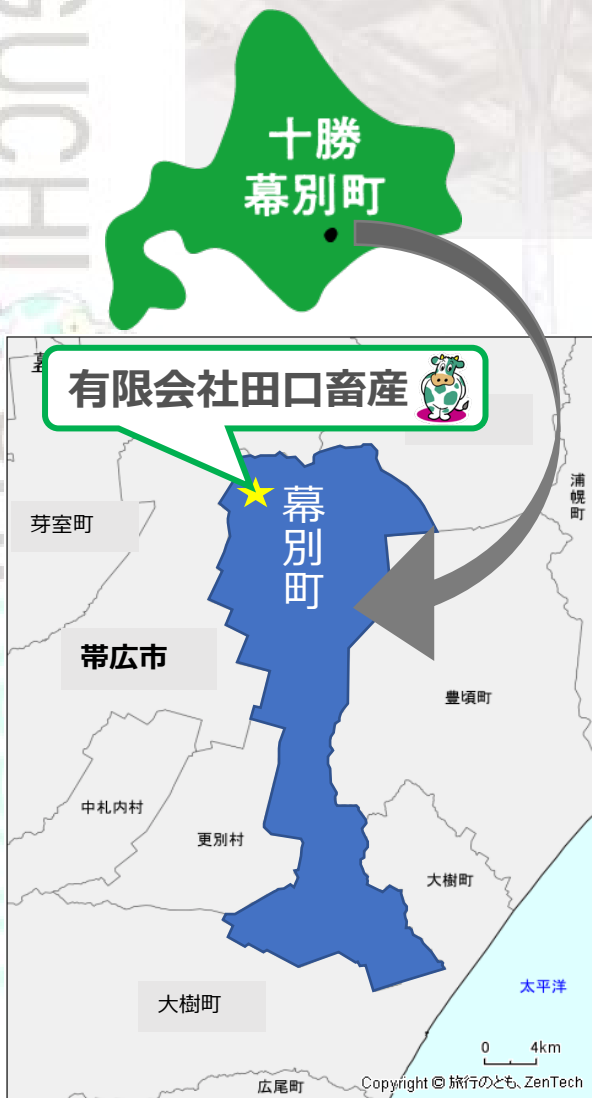 GUCHI
十勝
幕別町
有限会社田口畜産
幕別町
浦幌町
芽室町
帯広市
豊頃町
中札内村
更別村
大樹町
太平洋
大樹町
0 4km
広尾町
Copyright © 旅行のとも、ZenTech